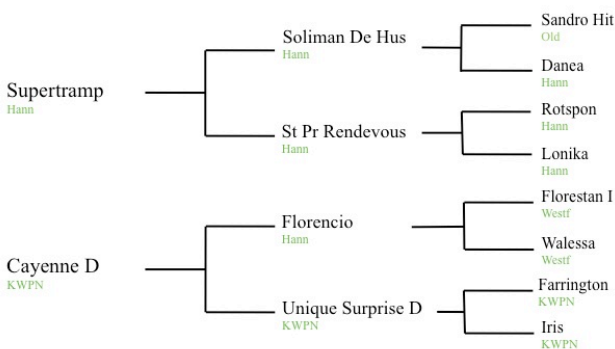 Sandro Hit
Old
Soliman De Hus
Hann
Danea
Hann
Supertramp
Hann
Rotspon
Hann
St Pr Rendevous
Hann
Lonika
Hann
Florestan I
Westf
Florencio
Hann
Walessa
Westf
Cayenne D
KWPN
Farrington
KWPN
Unique Surprise D
KWPN
Iris
KWPN